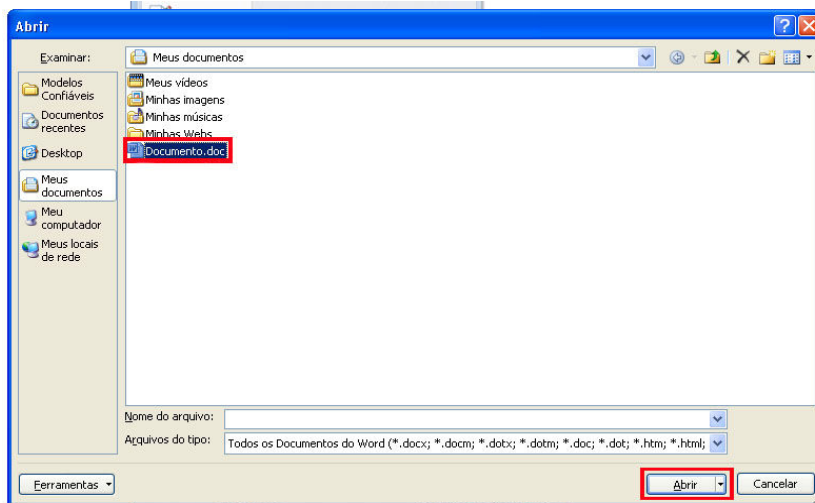 Abrir
Examinar:
Meus documentos
Modelos
Confiáveis
Documentos
recentes
Desktop
Meus
documentos
Meu
computador
Meus locais
de rede
Meus vídeos
Minhas imagens
Minhas músicas
Minhas Webs
Documento.doc
Nome do arquivo:
Arquivos do tipo:
Todos os Documentos do Word (*.docx; *.docm; *.dotx; *.dotm; *.doc; *.dot; *.htm; *.html;
Ferramentas
Abrir
Cancelar